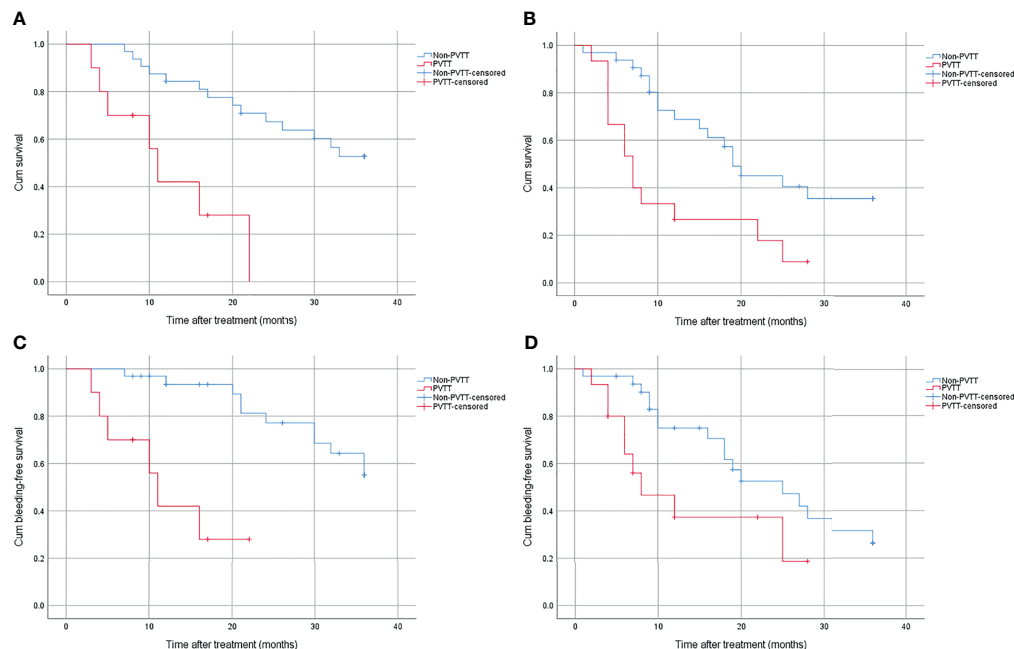 A
Cum survival
1.0
0.8
0.6
0.4
0.2
0.0
0
10
20
30
40
Time after treatment (months)
Non-PVTT
PVTT
Non-PVTT-censored
PVTT-censored
B
Cum survival
1.0
0.8
0.6
0.4
0.2
0.0
0
10
20
30
40
Time after treatment (months)
Non-PVTT
PVTT
Non-PVTT-censored
PVTT-censored
C
Cum bleeding-free survival
1.0
0.8
0.6
0.4
0.2
0.0
0
10
20
30
40
Time after treatment (months)
Non-PVTT
PVTT
Non-PVTT-censored
PVTT-censored
D
Cum bleeding-free survival
1.0
0.8
0.6
0.4
0.2
0.0
0
10
20
30
40
Time after treatment (months)
Non-PVTT
PVTT
Non-PVTT-censored
PVTT-censored